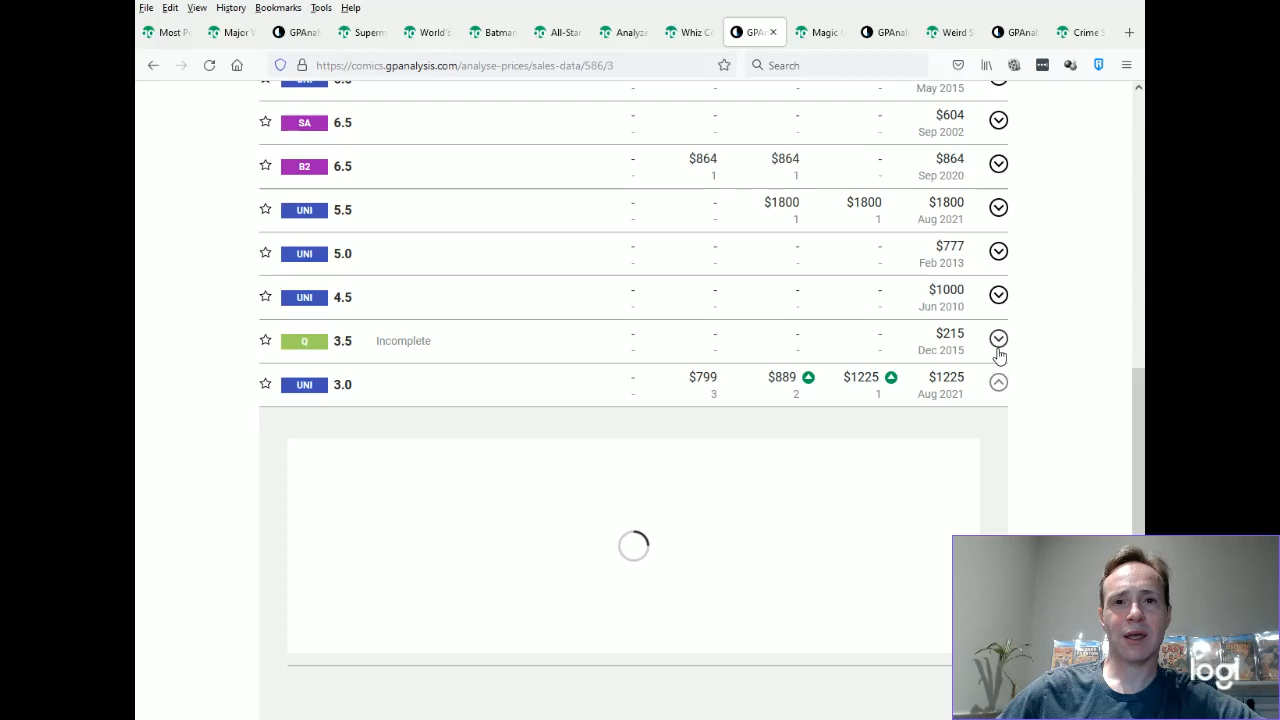 File Edit View History Bookmarks Tools Help
Most P Major V GPAnal Superm World's Batman All-Star Analyze Whiz Co GPAn Magic C GPAnal Weird S GPAnal Crime S
https://comics.gpanalysis.com/analyse-prices/sales-data/586/3 Search
UNI - - - - May 2015
SA 6.5 - - - - $604
- - - - Sep 2002
B2 6.5 - $864 $864 - $864
- 1 1 - Sep 2020
UNI 5.5 - - $1800 $1800 $1800
- - 1 1 Aug 2021
UNI 5.0 - - - - $777
- - - - Feb 2013
UNI 4.5 - - - - $1000
- - - - Jun 2010
Q 3.5 Incomplete - - - - $215
- - - - Dec 2015
UNI 3.0 - $799 $889 $1225 $1225
- 3 2 1 Aug 2021
logi